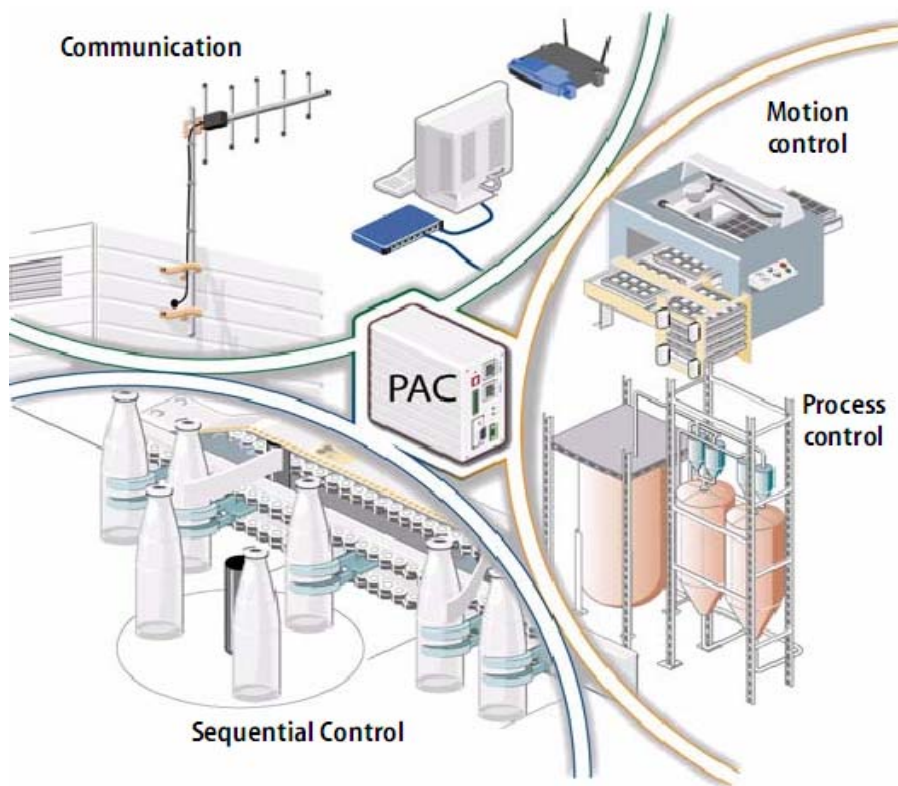 Communication
Motion
control
PAC
Process
control
Sequential Control